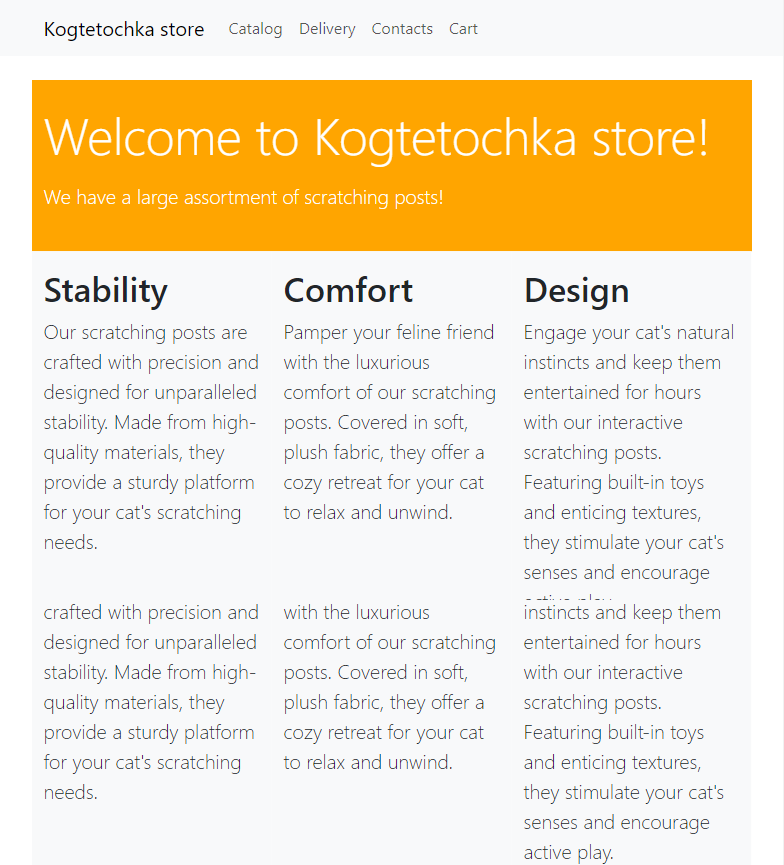 Kogtetochka store Catalog Delivery Contacts Cart
Welcome to Kogtetochka store!
We have a large assortment of scratching posts!
Stability
Our scratching posts are
crafted with precision and
designed for unparalleled
stability. Made from high-
quality materials, they
provide a sturdy platform
for your cat's scratching
needs.
Comfort
Pamper your feline friend
with the luxurious
comfort of our scratching
posts. Covered in soft,
plush fabric, they offer a
cozy retreat for your cat
to relax and unwind.
Design
Engage your cat's natural
instincts and keep them
entertained for hours
with our interactive
scratching posts.
Featuring built-in toys
and enticing textures,
they stimulate your cat's
senses and encourage
crafted with precision and
designed for unparalleled
stability. Made from high-
quality materials, they
provide a sturdy platform
for your cat's scratching
needs.
with the luxurious
comfort of our scratching
posts. Covered in soft,
plush fabric, they offer a
cozy retreat for your cat
to relax and unwind.
instincts and keep them
entertained for hours
with our interactive
scratching posts.
Featuring built-in toys
and enticing textures,
they stimulate your cat's
senses and encourage
active play.